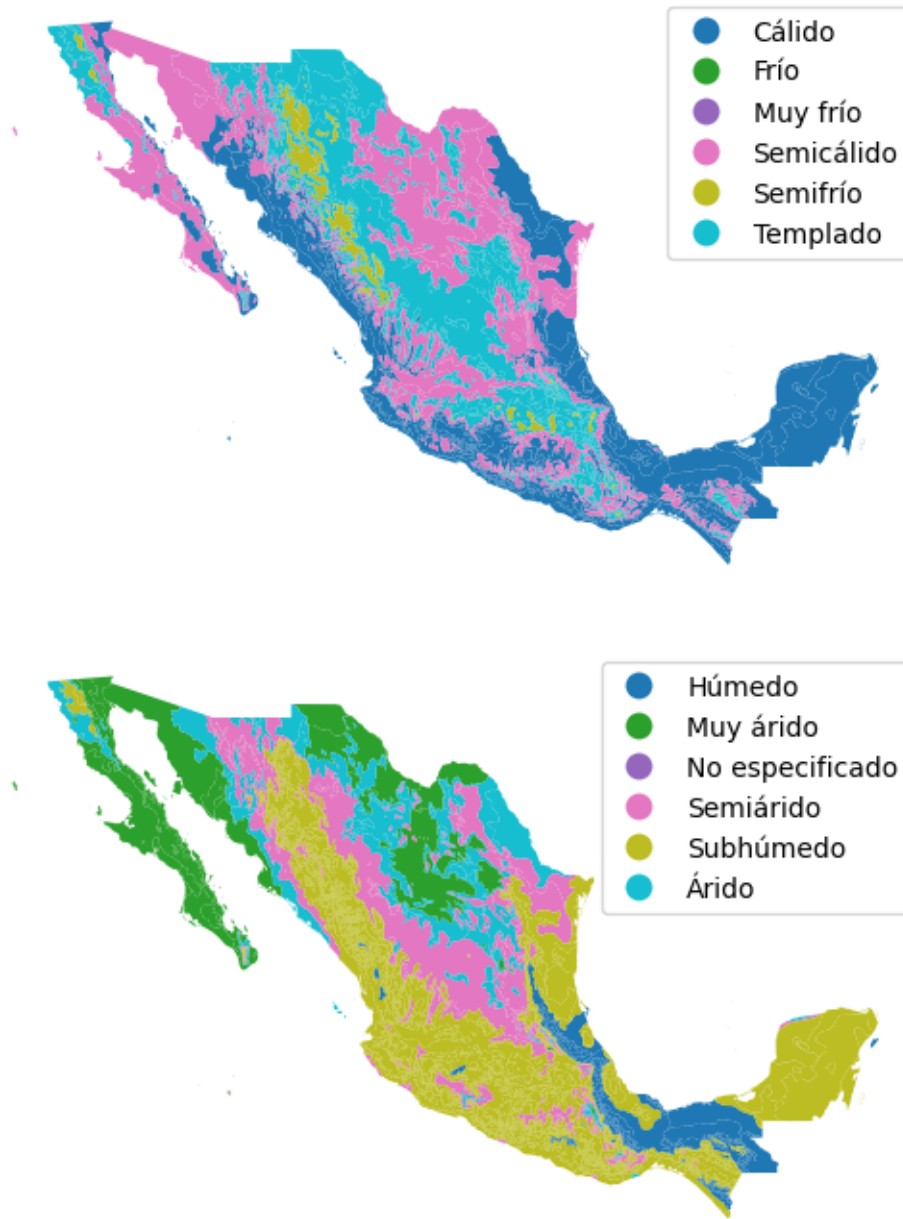 Cálido
Frío
Muy frío
Semicálido
Semifrío
Templado
Húmedo
Muy árido
No especificado
Semiárido
Subhúmedo
Árido